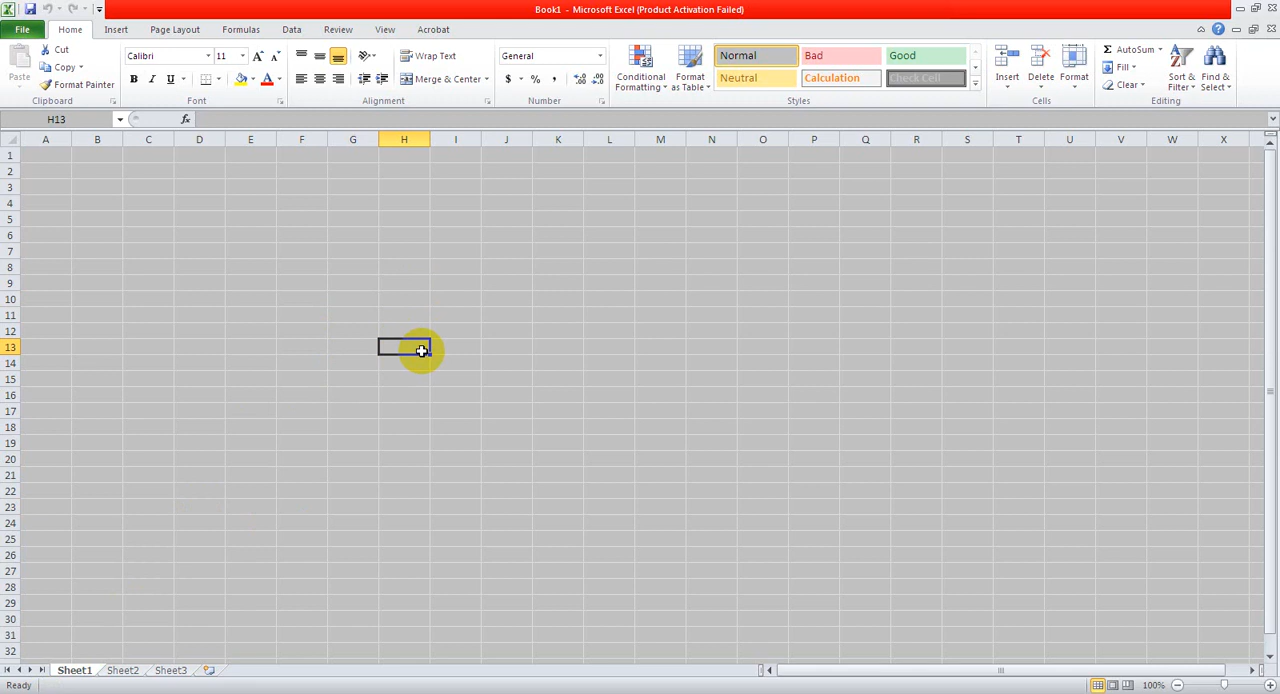 Book1 - Microsoft Excel (Product Activation Failed)
File Home Insert Page Layout Formulas Data Review View Acrobat
Paste
Cut
Copy
Format Painter
Clipboard
Calibri 11
B I U
Font
Wrap Text
Merge & Center
Alignment
General
$ % ,
Number
Conditional Formatting
Format as Table
Normal Bad Good
Neutral Calculation Check Cell
Styles
Insert Delete Format
Cells
Σ AutoSum
Fill
Clear
Sort & Filter
Find & Select
Editing
H13 fx
A B C D E F G H I J K L M N O P Q R S T U V W X
1
2
3
4
5
6
7
8
9
10
11
12
13
14
15
16
17
18
19
20
21
22
23
24
25
26
27
28
29
30
31
32
Sheet1 Sheet2 Sheet3
Ready 100%